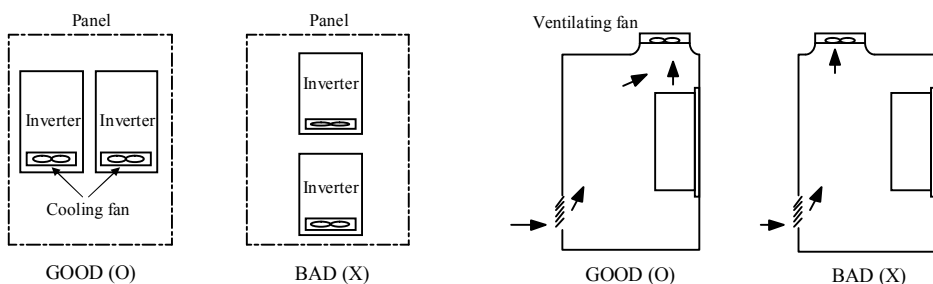 Panel
Panel
Inverter
Inverter
Cooling fan
Inverter
Inverter
Ventilating fan
GOOD (O)
BAD (X)
GOOD (O)
BAD (X)